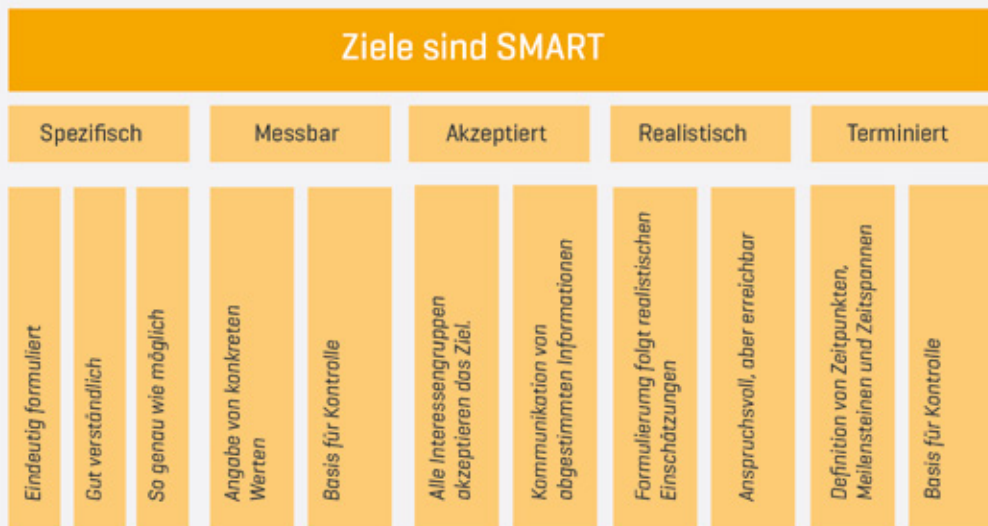 Ziele sind SMART
Spezifisch
Messbar
Akzeptiert
Realistisch
Terminiert
Eindeutig formuliert
Gut verständlich
So genau wie möglich
Angabe von konkreten
Werten
Basis für Kontrolle
Alle Interessengruppen
akzeptieren das Ziel.
Kommunikation von
abgestimmten Informationen
Formulierumg folgt realistischen
Einschätzungen
Anspruchsvoll, aber erreichbar
Definition von Zeitpunkten,
Meilensteinen und Zeitspannen
Basis für Kontrolle